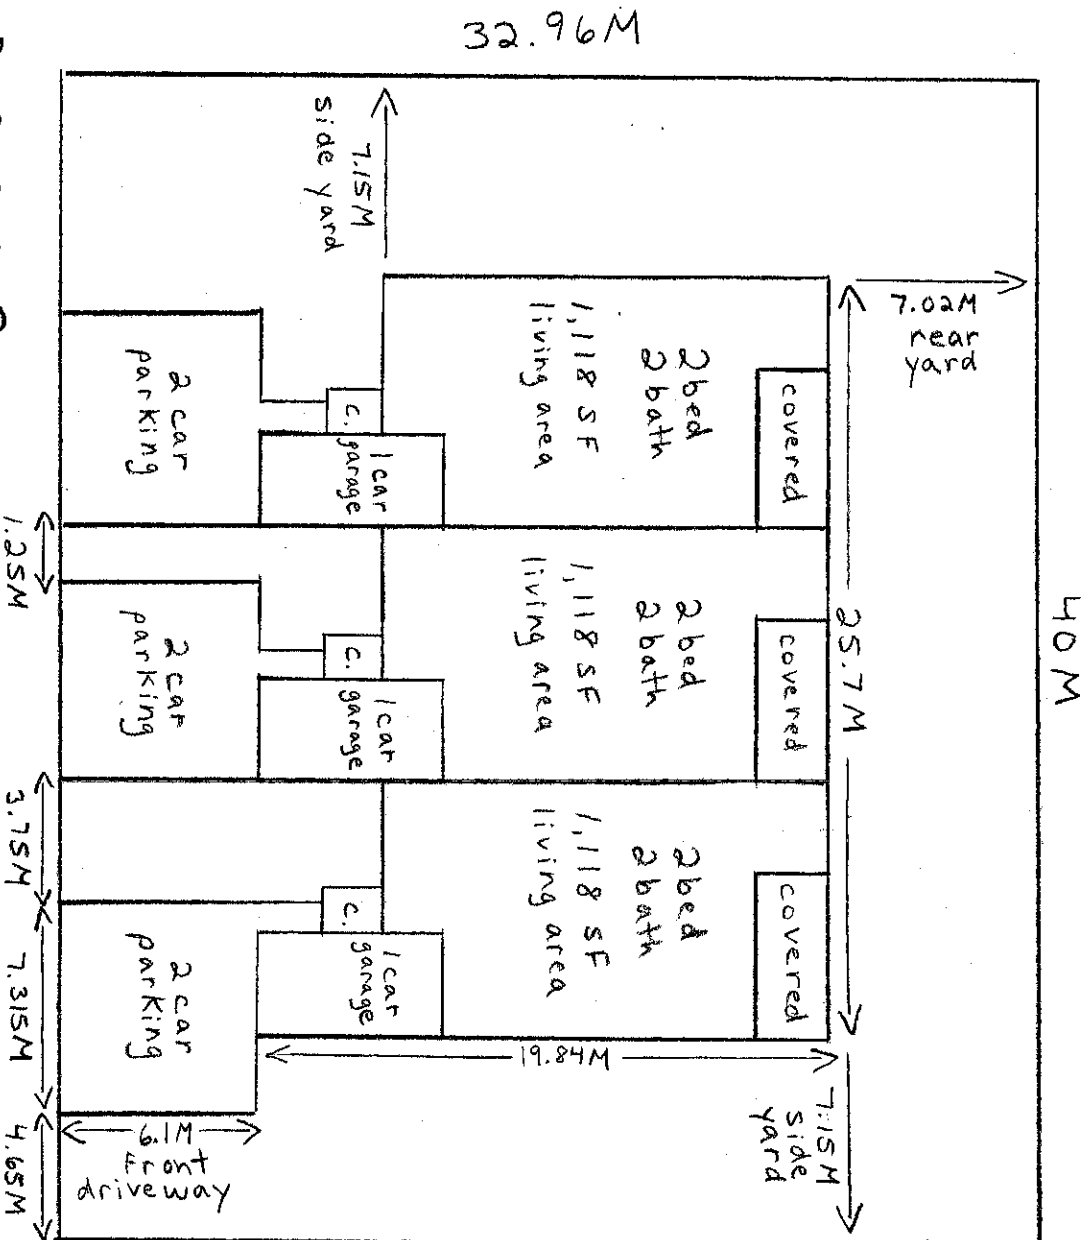 32.96M
40 M
7.15M
side yard
7.02M
rear
yard
25.7M
covered
2 bed
2 bath
1,118 SF
living area
c.
1 car
garage
2 car
parking
1.25M
covered
2 bed
2 bath
1,118 SF
living area
c.
1 car
garage
2 car
parking
3.75M
covered
2 bed
2 bath
1,118 SF
living area
c.
1 car
garage
2 car
parking
7.315M
19.84M
7.15M
side
yard
6.1M
Front
driveway
4.65M